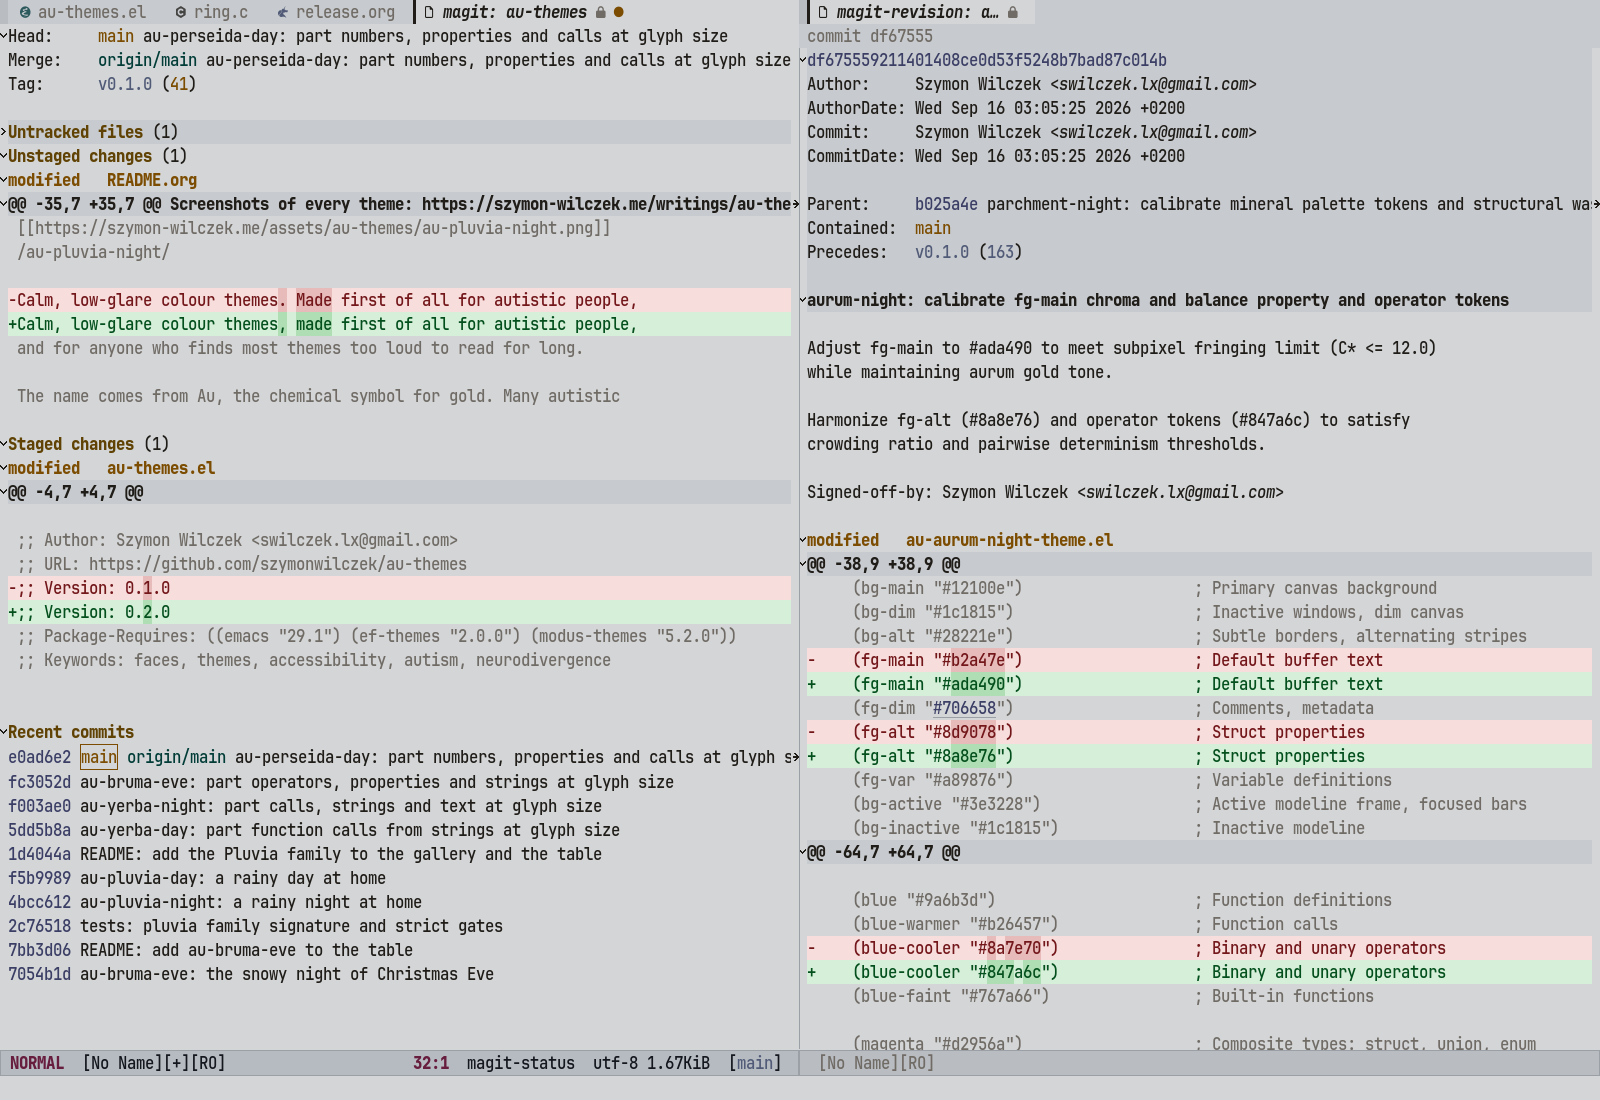 au-themes.el ring.c release.org magit: au-themes
Head: main au-perseida-day: part numbers, properties and calls at glyph size
Merge: origin/main au-perseida-day: part numbers, properties and calls at glyph size
Tag: v0.1.0 (41)
Untracked files (1)
Unstaged changes (1)
modified README.org
@@ -35,7 +35,7 @@ Screenshots of every theme: https://szymon-wilczek.me/writings/au-the
[[https://szymon-wilczek.me/assets/au-themes/au-pluvia-night.png]]
/au-pluvia-night/
-Calm, low-glare colour themes. Made first of all for autistic people,
+Calm, low-glare colour themes, made first of all for autistic people,
and for anyone who finds most themes too loud to read for long.
The name comes from Au, the chemical symbol for gold. Many autistic
Staged changes (1)
modified au-themes.el
@@ -4,7 +4,7 @@
;; Author: Szymon Wilczek <swilczek.lx@gmail.com>
;; URL: https://github.com/szymonwilczek/au-themes
-;; Version: 0.1.0
+;; Version: 0.2.0
;; Package-Requires: ((emacs "29.1") (ef-themes "2.0.0") (modus-themes "5.2.0"))
;; Keywords: faces, themes, accessibility, autism, neurodivergence
Recent commits
e0ad6e2 main origin/main au-perseida-day: part numbers, properties and calls at glyph s
fc3052d au-bruma-eve: part operators, properties and strings at glyph size
f003ae0 au-yerba-night: part calls, strings and text at glyph size
5dd5b8a au-yerba-day: part function calls from strings at glyph size
1d4044a README: add the Pluvia family to the gallery and the table
f5b9989 au-pluvia-day: a rainy day at home
4bcc612 au-pluvia-night: a rainy night at home
2c76518 tests: pluvia family signature and strict gates
7bb3d06 README: add au-bruma-eve to the table
7054b1d au-bruma-eve: the snowy night of Christmas Eve
NORMAL [No Name][+][RO] 32:1 magit-status utf-8 1.67KiB [main]
magit-revision: a…
commit df67555
df675559211401408ce0d53f5248b7bad87c014b
Author: Szymon Wilczek <swilczek.lx@gmail.com>
AuthorDate: Wed Sep 16 03:05:25 2026 +0200
Commit: Szymon Wilczek <swilczek.lx@gmail.com>
CommitDate: Wed Sep 16 03:05:25 2026 +0200
Parent: b025a4e parchment-night: calibrate mineral palette tokens and structural wa
Contained: main
Precedes: v0.1.0 (163)
aurum-night: calibrate fg-main chroma and balance property and operator tokens
Adjust fg-main to #ada490 to meet subpixel fringing limit (C* <= 12.0)
while maintaining aurum gold tone.
Harmonize fg-alt (#8a8e76) and operator tokens (#847a6c) to satisfy
crowding ratio and pairwise determinism thresholds.
Signed-off-by: Szymon Wilczek <swilczek.lx@gmail.com>
modified au-aurum-night-theme.el
@@ -38,9 +38,9 @@
(bg-main "#12100e") ; Primary canvas background
(bg-dim "#1c1815") ; Inactive windows, dim canvas
(bg-alt "#28221e") ; Subtle borders, alternating stripes
- (fg-main "#b2a47e") ; Default buffer text
+ (fg-main "#ada490") ; Default buffer text
(fg-dim "#706658") ; Comments, metadata
- (fg-alt "#8d9078") ; Struct properties
+ (fg-alt "#8a8e76") ; Struct properties
(fg-var "#a89876") ; Variable definitions
(bg-active "#3e3228") ; Active modeline frame, focused bars
(bg-inactive "#1c1815") ; Inactive modeline
@@ -64,7 +64,7 @@
(blue "#9a6b3d") ; Function definitions
(blue-warmer "#b26457") ; Function calls
- (blue-cooler "#8a7e70") ; Binary and unary operators
+ (blue-cooler "#847a6c") ; Binary and unary operators
(blue-faint "#767a66") ; Built-in functions
(magenta "#d2956a") ; Composite types: struct, union, enum
[No Name][RO]